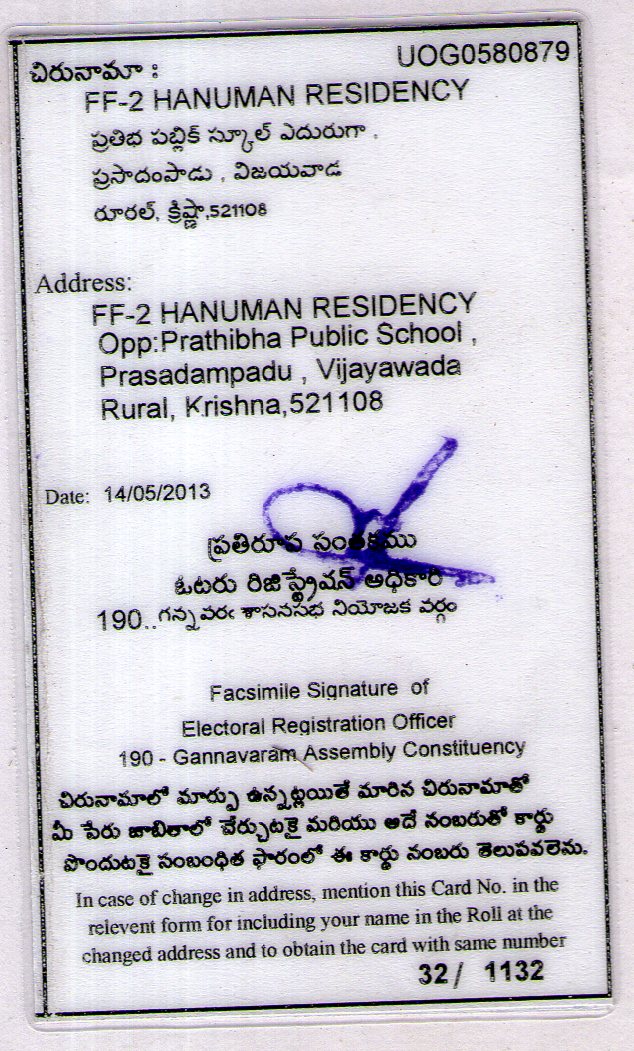 UOG0580879
చిరునామా :
FF-2 HANUMAN RESIDENCY
ప్రతిభ పబ్లిక్ స్కూల్ ఎదురుగా ,
ప్రసాదంపాడు , విజయవాడ
రూరల్, క్రిష్ణా,521108
Address:
FF-2 HANUMAN RESIDENCY
Opp:Prathibha Public School ,
Prasadampadu , Vijayawada
Rural, Krishna,521108
Date: 14/05/2013
ప్రతిరూప సంతకము
ఓటరు రిజిస్ట్రేషన్ అధికారి
190..గన్నవరం శాసనసభ నియోజక వర్గం
Facsimile Signature of
Electoral Registration Officer
190 - Gannavaram Assembly Constituency
చిరునామాలో మార్పు ఉన్నట్లయితే మారిన చిరునామాతో
మీ పేరు జాబితాలో చేర్చుటకై మరియు ఆదే నంబరుతో కార్డు
పొందుటకై సంబంధిత ఫారంలో ఈ కార్డు నంబరు తెలుపవలెను.
In case of change in address, mention this Card No. in the
relevent form for including your name in the Roll at the
changed address and to obtain the card with same number
32 / 1132